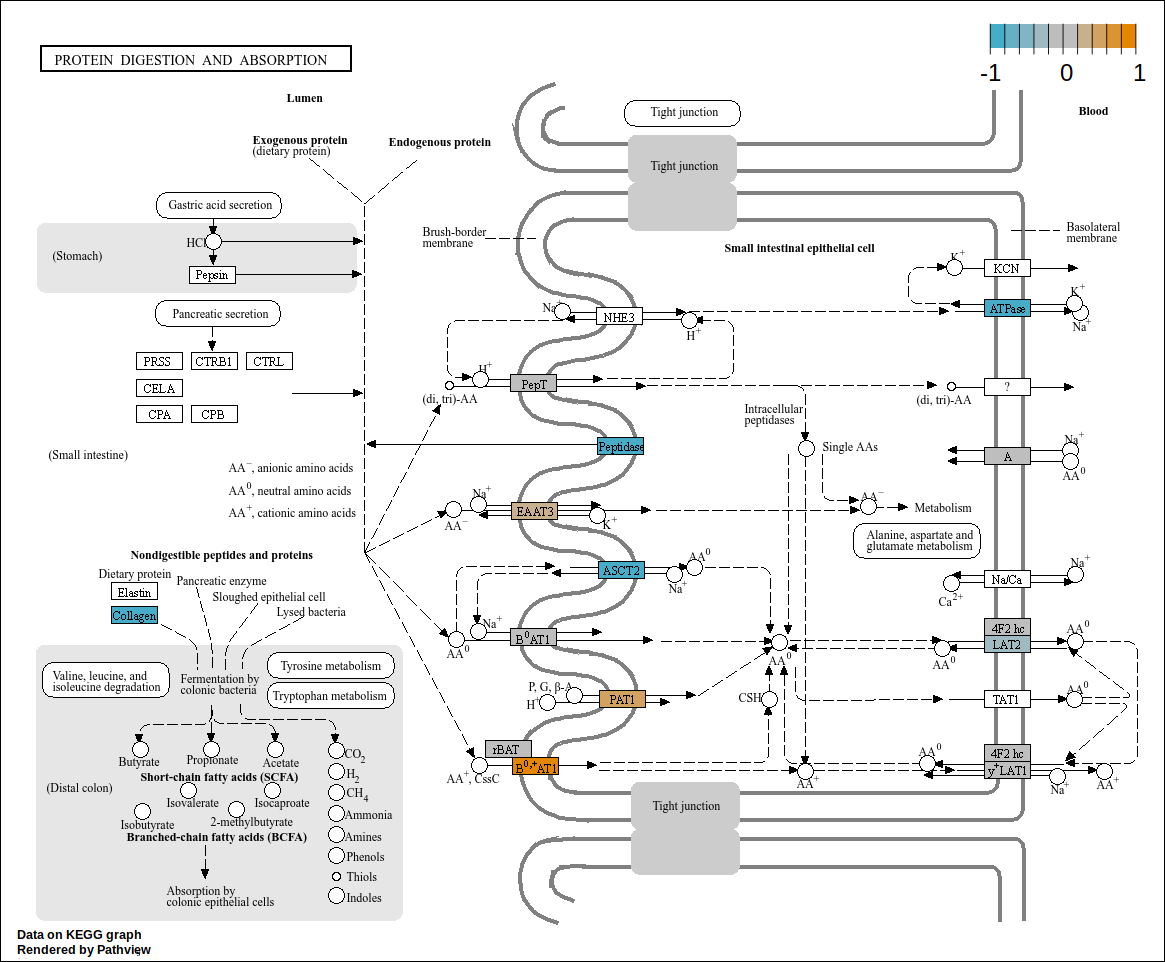 PROTEIN DIGESTION AND ABSORPTION
-1 0 1
Lumen
Blood
Exogenous protein
(dietary protein)
Endogenous protein
Tight junction
Tight junction
Gastric acid secretion
HCl
(Stomach)
Pepsin
Brush-border
membrane
Small intestinal epithelial cell
Basolateral
membrane
K+
KCN
Pancreatic secretion
Na+
NHE3
H+
ATPase
K+
Na+
PRSS
CTRB1
CTRL
CELA
CPA
CPB
H+
PepT
(di, tri)-AA
(di, tri)-AA
?
Intracellular
peptidases
Single AAs
Peptidase
Na+
A
AA0
(Small intestine)
AA−, anionic amino acids
AA0, neutral amino acids
AA+, cationic amino acids
Na+
AA−
EAAT3
K+
AA−
Metabolism
Alanine, aspartate and
glutamate metabolism
Nondigestible peptides and proteins
Dietary protein
Pancreatic enzyme
Elastin
Sloughed epithelial cell
Collagen
Lysed bacteria
ASCT2
AA0
Na+
Na/Ca
Na+
Ca2+
Na+
AA0
B0AT1
AA0
4F2 hc
LAT2
AA0
AA0
Valine, leucine, and
isoleucine degradation
Fermentation by
colonic bacteria
Tyrosine metabolism
Tryptophan metabolism
P, G, β-A
H+
PAT1
CSH
TAT1
AA0
Butyrate
Propionate
Acetate
CO2
Short-chain fatty acids (SCFA)
H2
(Distal colon)
Isovalerate
Isocaproate
CH4
Isobutyrate
2-methylbutyrate
Ammonia
Branched-chain fatty acids (BCFA)
Amines
Phenols
Thiols
Absorption by
colonic epithelial cells
Indoles
rBAT
B0,+AT1
AA+, CssC
AA+
AA0
4F2 hc
y+LAT1
Na+
AA+
Tight junction
Data on KEGG graph
Rendered by Pathview